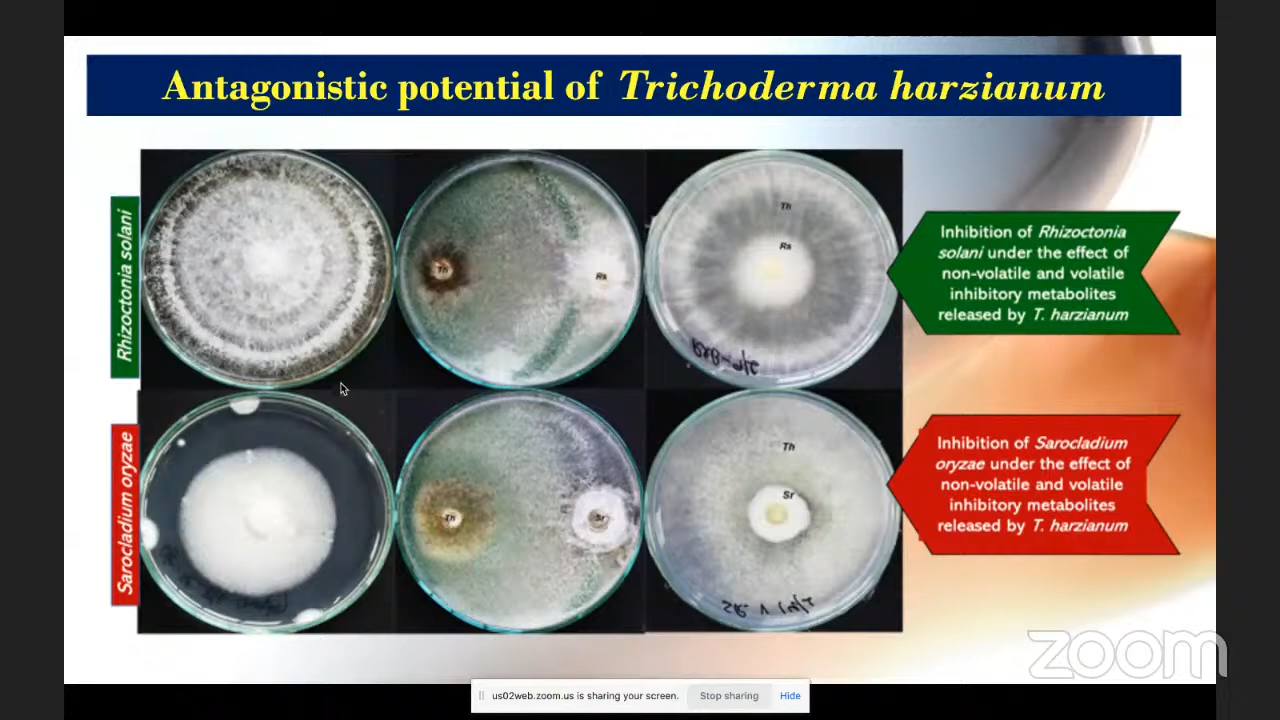 Antagonistic potential of Trichoderma harzianum
Rhizoctonia solani
Th
Rs
Th
Rs
Inhibition of Rhizoctonia
solani under the effect of
non-volatile and volatile
inhibitory metabolites
released by T. harzianum
Sarocladium oryzae
Th
Sr
Th
Sr
Inhibition of Sarocladium
oryzae under the effect of
non-volatile and volatile
inhibitory metabolites
released by T. harzianum
zoom
us02web.zoom.us is sharing your screen.
Stop sharing
Hide